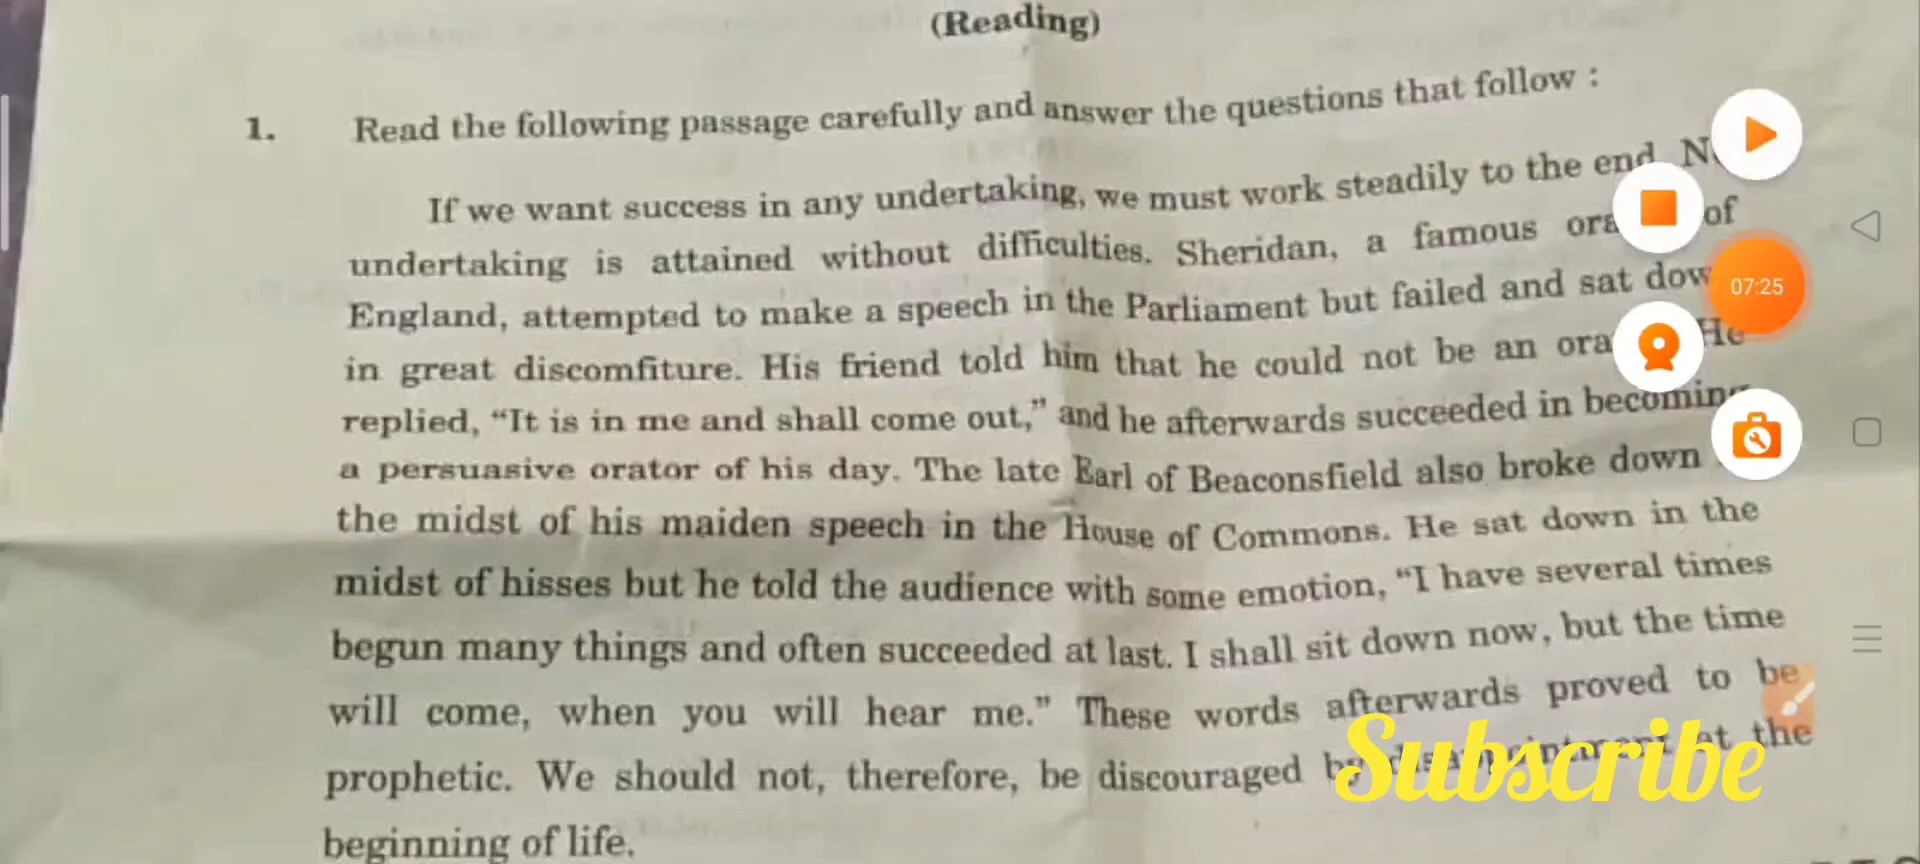 (Reading)
1. Read the following passage carefully and answer the questions that follow :
If we want success in any undertaking, we must work steadily to the end
undertaking is attained without difficulties. Sheridan, a famous of
England, attempted to make a speech in the Parliament but failed and sat
in great discomfiture. His friend told him that he could not be an He
replied, “It is in me and shall come out,” and he afterwards succeeded in becoming
a persuasive orator of his day. The late Earl of Beaconsfield also broke down
the midst of his maiden speech in the House of Commons. He sat down in the
midst of hisses but he told the audience with some emotion, “I have several times
begun many things and often succeeded at last. I shall sit down now, but the time
will come, when you will hear me.” These words afterwards proved to be
prophetic. We should not, therefore, be discouraged by disappointment at the
beginning of life.
07:25
Subscribe